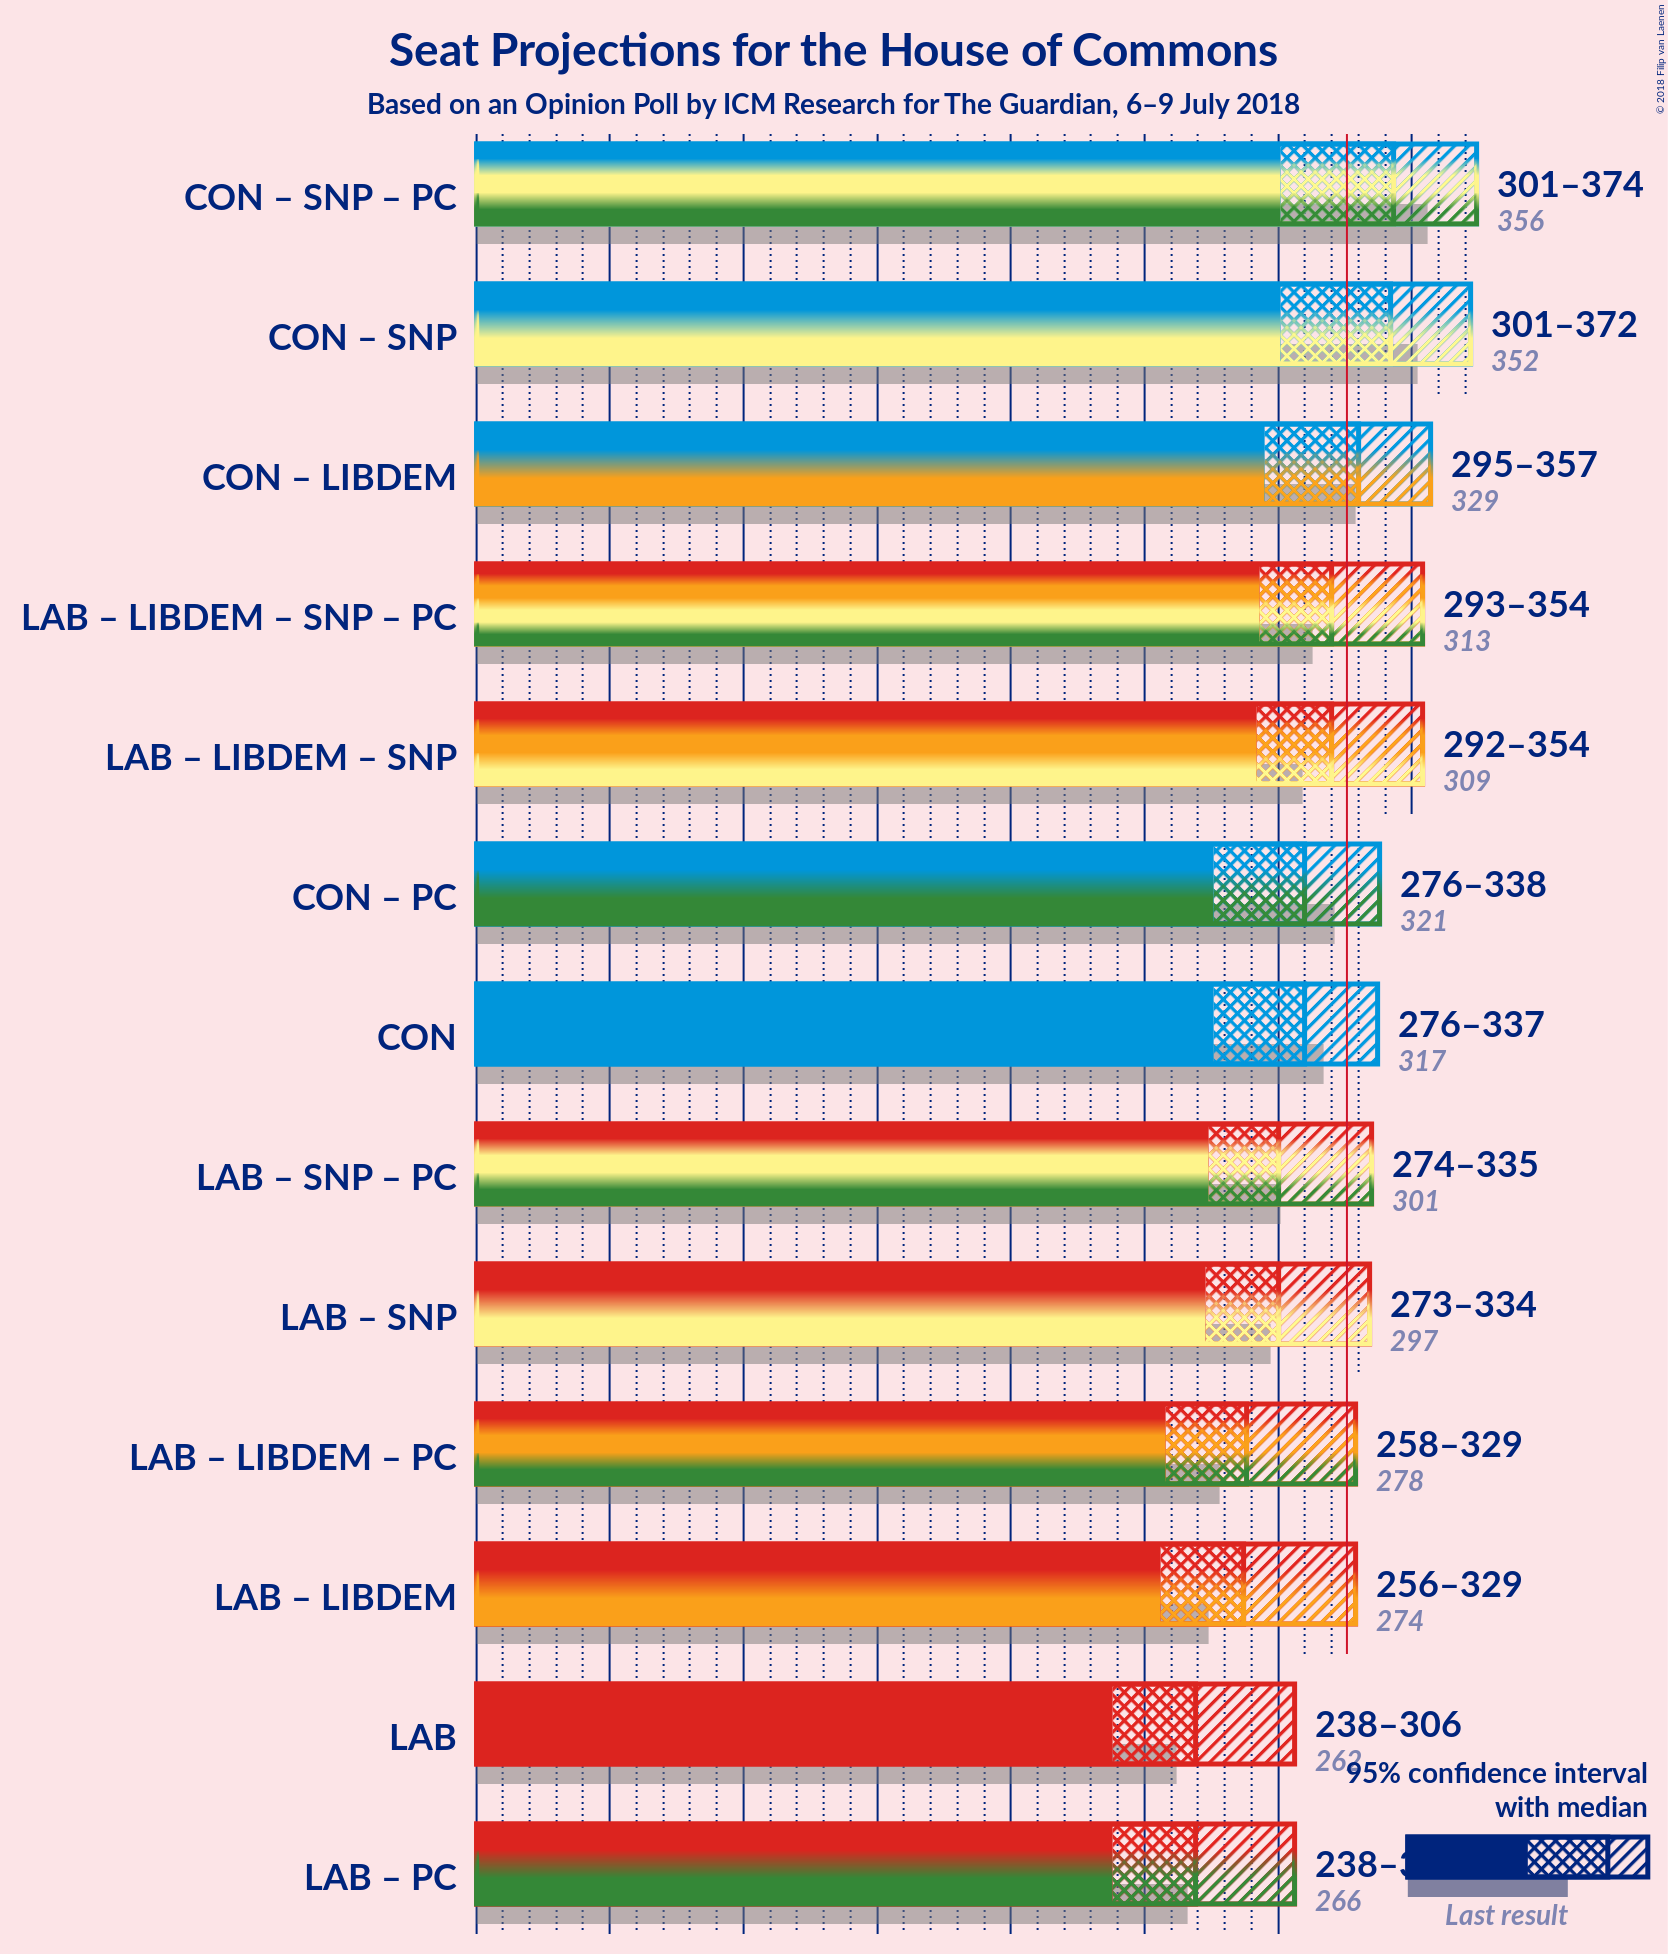 Seat Projections for the House of Commons
Based on an Opinion Poll by ICM Research for The Guardian, 6–9 July 2018
© 2018 Filip van Laenen
CON – SNP – PC
301–374
356
CON – SNP
301–372
352
CON – LIBDEM
295–357
329
LAB – LIBDEM – SNP – PC
293–354
313
LAB – LIBDEM – SNP
292–354
309
CON – PC
276–338
321
CON
276–337
317
LAB – SNP – PC
274–335
301
LAB – SNP
273–334
297
LAB – LIBDEM – PC
258–329
278
LAB – LIBDEM
256–329
274
LAB
238–306
262
95% confidence interval
with median
LAB – PC
238–
266
Last result